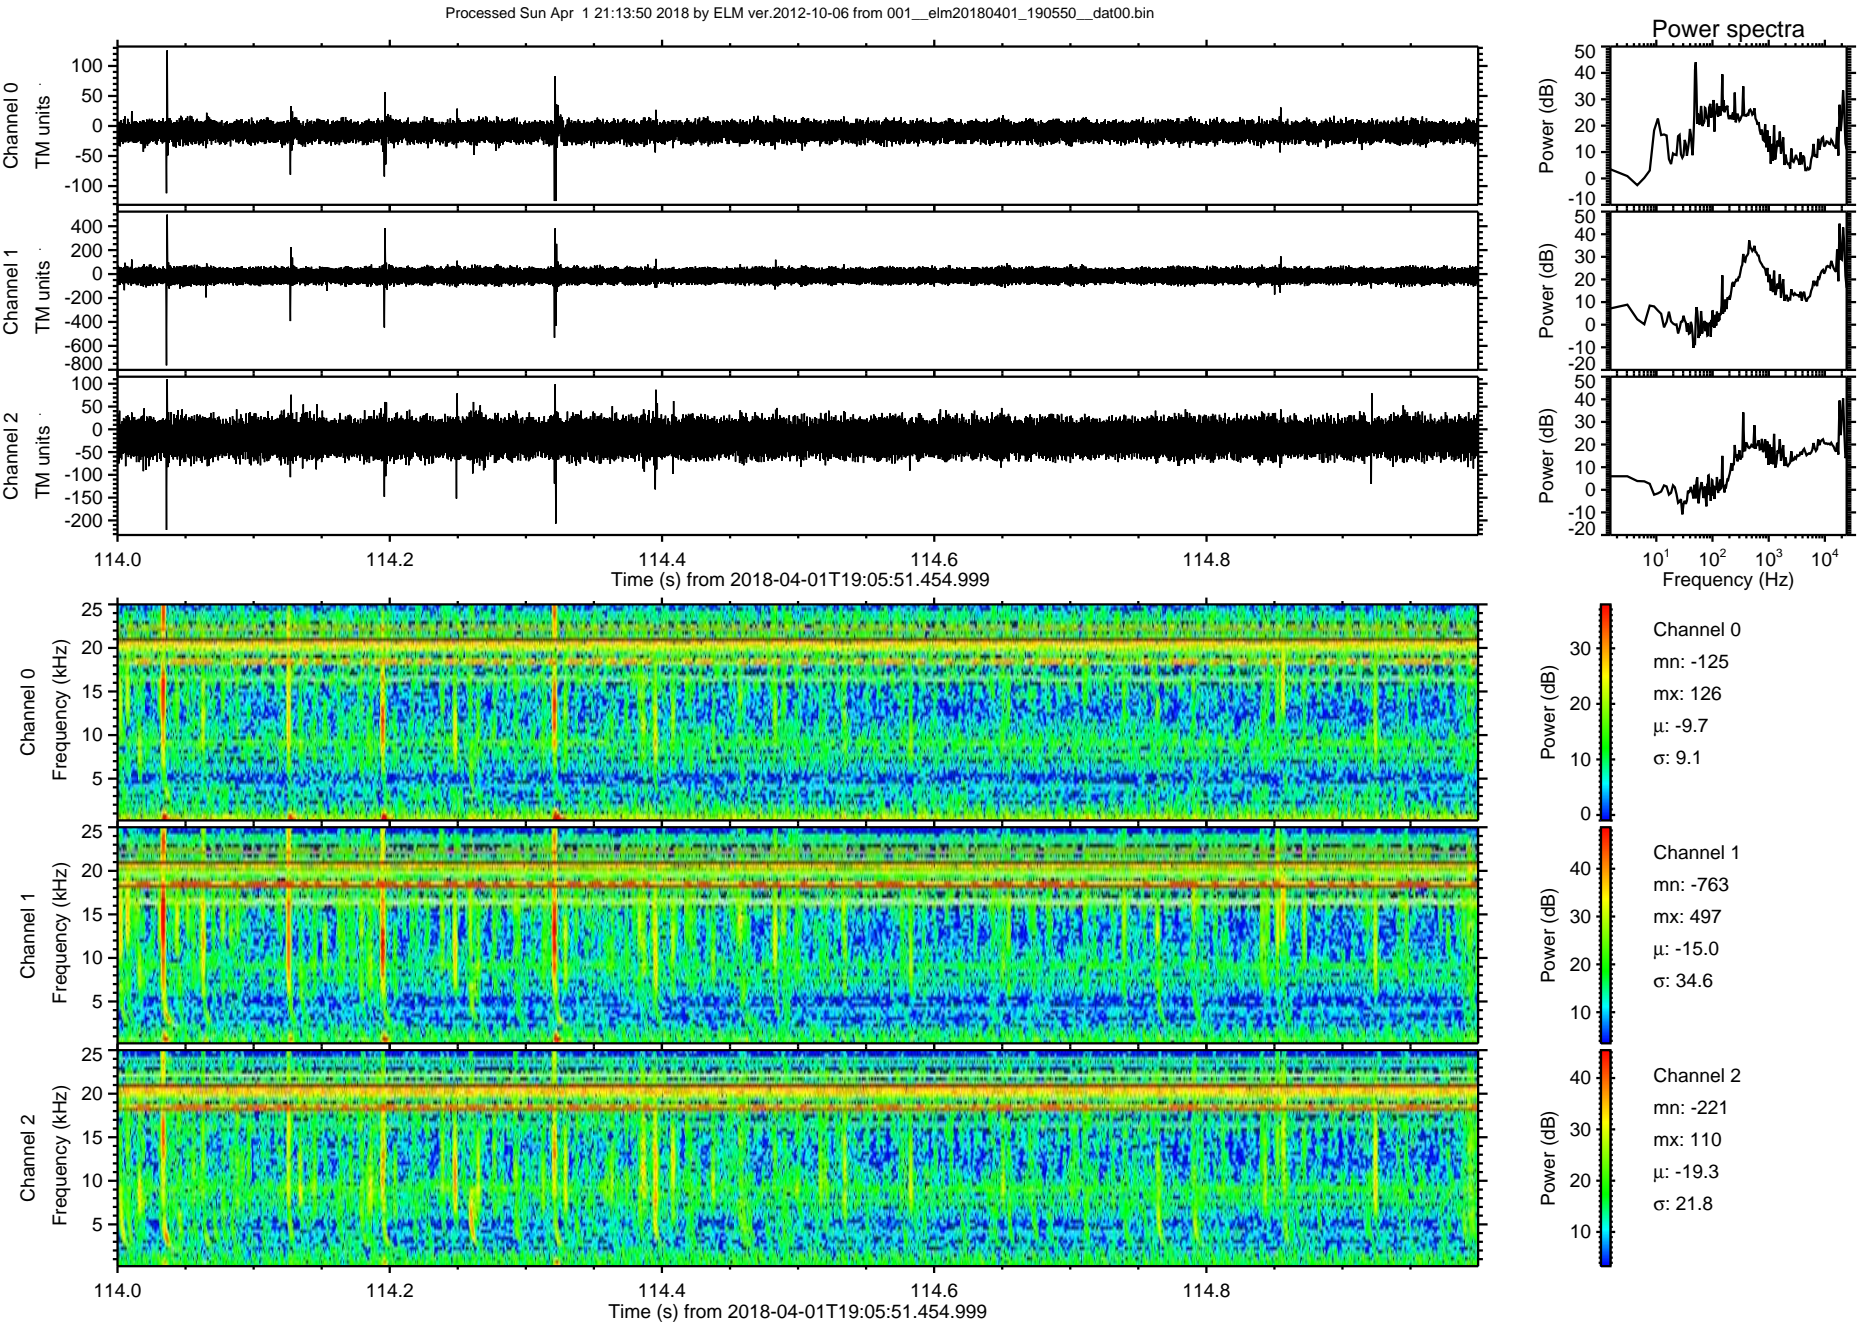 Processed Sun Apr  1 21:13:50 2018 by ELM ver.2012-10-06 from 001__elm20180401_190550__dat00.bin
Power spectra
Channel 0
TM units
100
50
0
-50
-100
Power (dB)
50
40
30
20
10
0
-10
Channel 1
TM units
400
200
0
-200
-400
-600
-800
Power (dB)
50
40
30
20
10
0
-10
-20
Channel 2
TM units
100
50
0
-50
-100
-150
-200
Power (dB)
50
40
30
20
10
0
-10
-20
114.0 114.2 114.4 114.6 114.8
Time (s) from 2018-04-01T19:05:51.454.999
10^1 10^2 10^3 10^4
Frequency (Hz)
Channel 0
Frequency (kHz)
25
20
15
10
5
Power (dB)
30
20
10
0
Channel 0
mn: -125
mx: 126
μ: -9.7
σ: 9.1
Channel 1
Frequency (kHz)
25
20
15
10
5
Power (dB)
40
30
20
10
Channel 1
mn: -763
mx: 497
μ: -15.0
σ: 34.6
Channel 2
Frequency (kHz)
25
20
15
10
5
Power (dB)
40
30
20
10
Channel 2
mn: -221
mx: 110
μ: -19.3
σ: 21.8
114.0 114.2 114.4 114.6 114.8
Time (s) from 2018-04-01T19:05:51.454.999